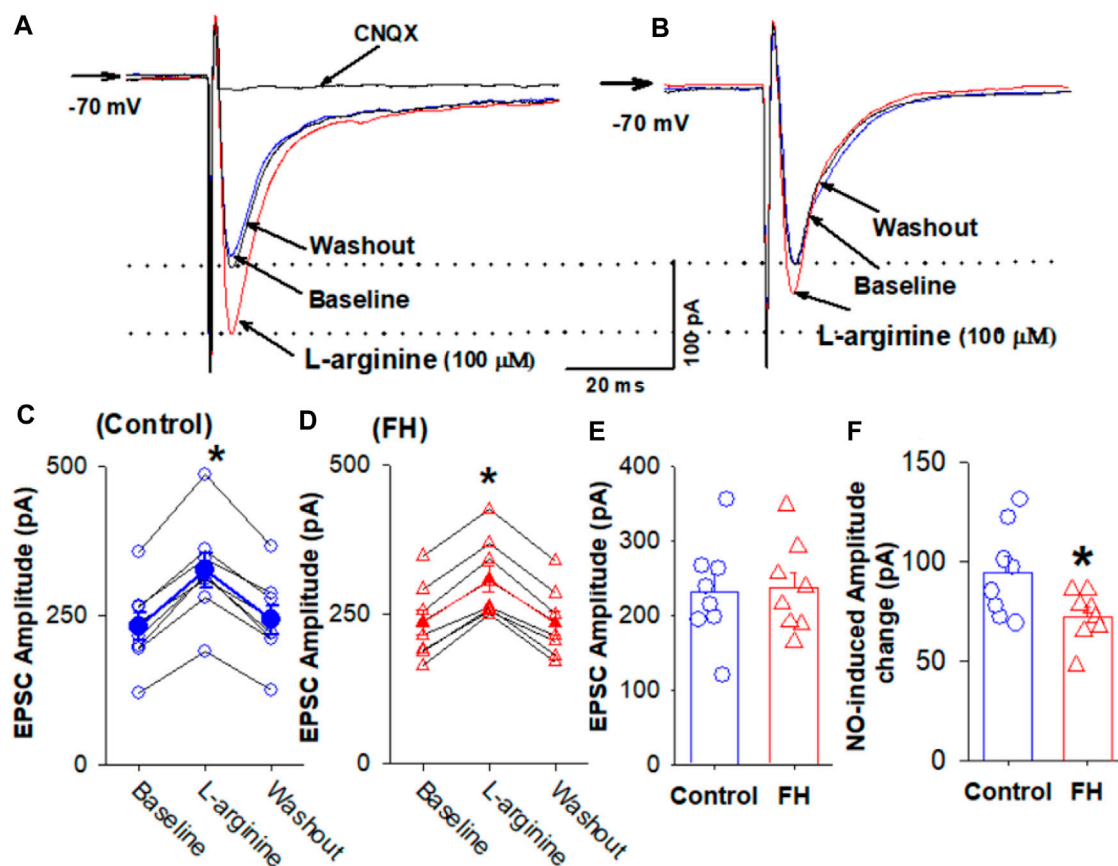 A
CNQX
-70 mV
Washout
Baseline
L-arginine (100 μM)
B
-70 mV
Washout
Baseline
L-arginine (100 μM)
100 pA
20 ms
C
(Control)
*
EPSC Amplitude (pA)
500
250
0
Baseline
L-arginine
Washout
D
(FH)
*
EPSC Amplitude (pA)
500
250
0
Baseline
L-arginine
Washout
E
EPSC Amplitude (pA)
400
300
200
100
0
Control FH
F
NO-induced Amplitude
change (pA)
150
100
50
0
*
Control FH